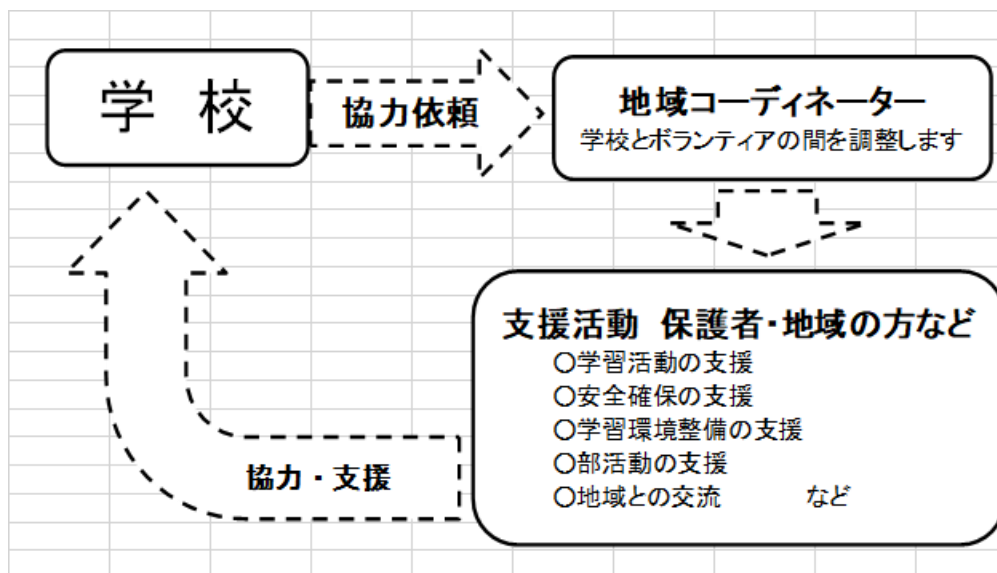 学 校
協力依頼
地域コーディネーター
学校とボランティアの間を調整します
支援活動 保護者・地域の方など
○学習活動の支援
○安全確保の支援
○学習環境整備の支援
○部活動の支援
○地域との交流 など
協力・支援